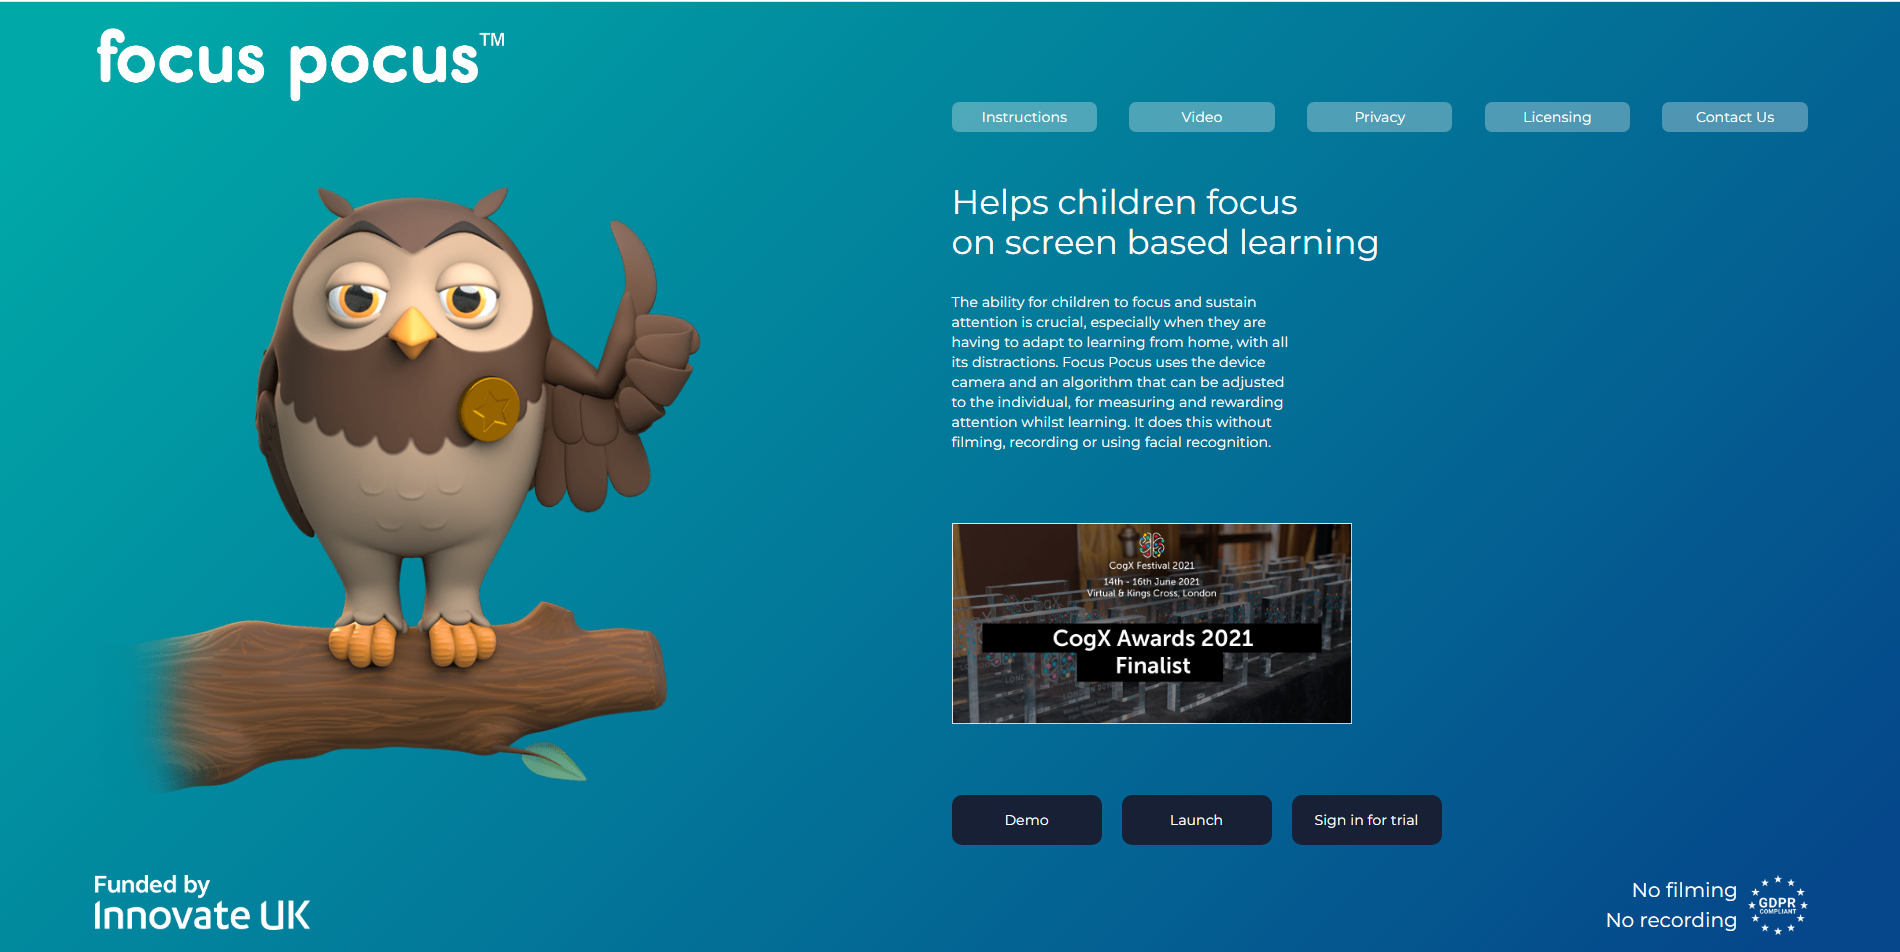 focus pocus™
Instructions
Video
Privacy
Licensing
Contact Us
Helps children focus
on screen based learning
The ability for children to focus and sustain
attention is crucial, especially when they are
having to adapt to learning from home, with all
its distractions. Focus Pocus uses the device
camera and an algorithm that can be adjusted
to the individual, for measuring and rewarding
attention whilst learning. It does this without
filming, recording or using facial recognition.
CogX Festival 2021
14th - 16th June 2021
Virtual & Kings Cross, London
CogX Awards 2021
Finalist
Demo
Launch
Sign in for trial
Funded by
Innovate UK
No filming
No recording
GDPR
COMPLIANT